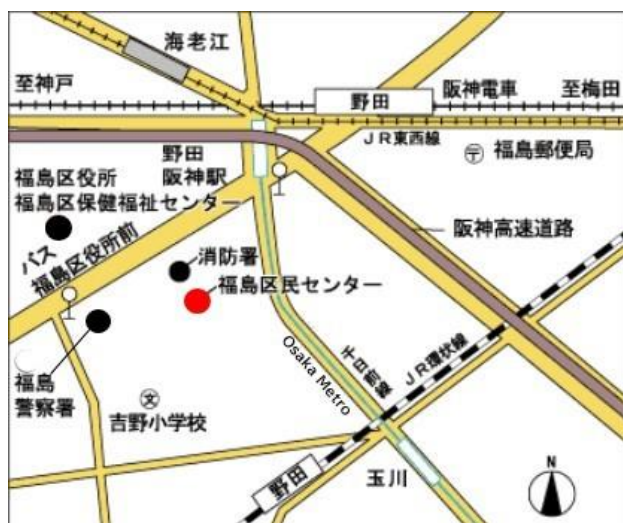 海老江
至神戸
野田
阪神電車
至梅田
JR東西線
野田
阪神駅
〒
福島郵便局
福島区役所
福島区保健福祉センター
阪神高速道路
バス
福島区役所前
消防署
福島区民センター
千日前線
Osaka Metro
JR環状線
福島
警察署
文
吉野小学校
野田
玉川
N